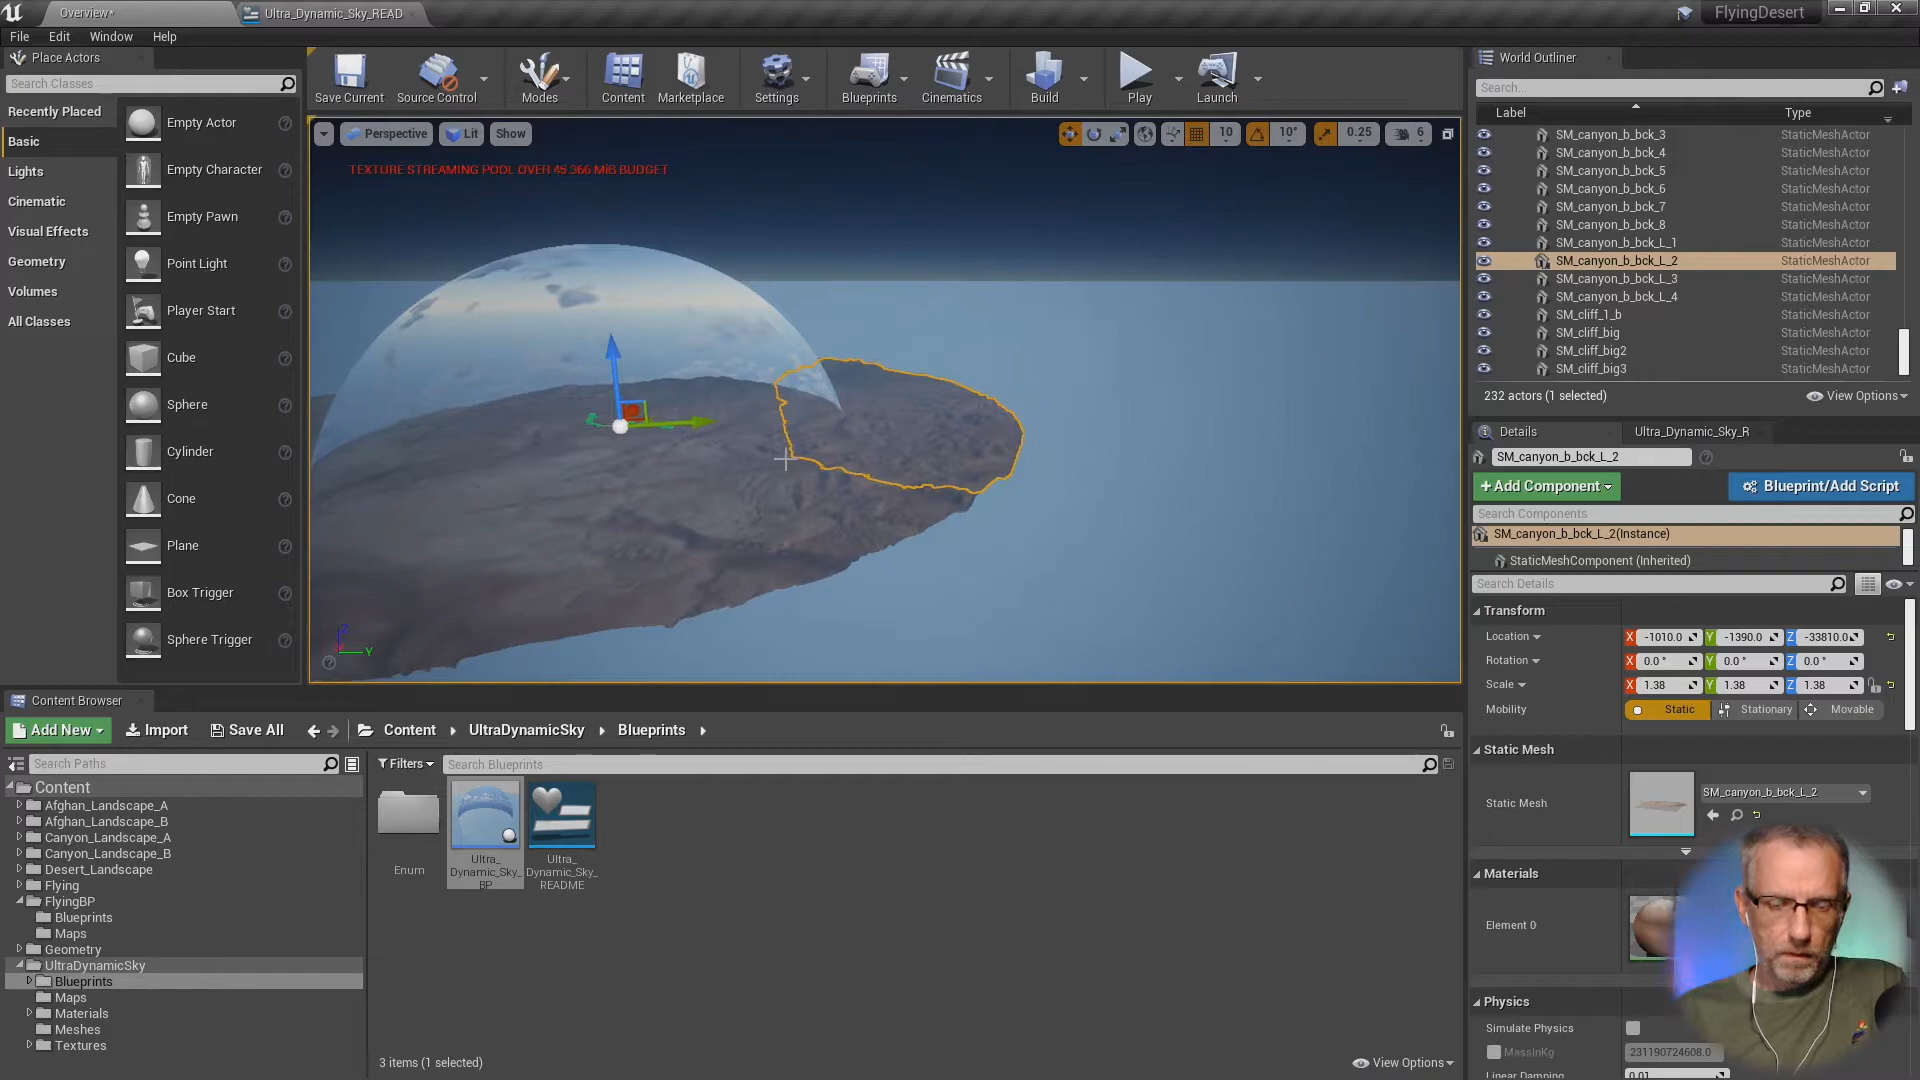 Overview*
Ultra_Dynamic_Sky_READ
FlyingDesert
File Edit Window Help
Place Actors
Search Classes
Recently Placed
Basic
Lights
Cinematic
Visual Effects
Geometry
Volumes
All Classes
Empty Actor
Empty Character
Empty Pawn
Point Light
Player Start
Cube
Sphere
Cylinder
Cone
Plane
Box Trigger
Sphere Trigger
Save Current
Source Control
Modes
Content
Marketplace
Settings
Blueprints
Cinematics
Build
Play
Launch
Perspective
Lit
Show
10
10°
0.25
6
TEXTURE STREAMING POOL OVER 45.366 MiB BUDGET
Z
Y
World Outliner
Search...
Label Type
SM_canyon_b_bck_3 StaticMeshActor
SM_canyon_b_bck_4 StaticMeshActor
SM_canyon_b_bck_5 StaticMeshActor
SM_canyon_b_bck_6 StaticMeshActor
SM_canyon_b_bck_7 StaticMeshActor
SM_canyon_b_bck_8 StaticMeshActor
SM_canyon_b_bck_L_1 StaticMeshActor
SM_canyon_b_bck_L_2 StaticMeshActor
SM_canyon_b_bck_L_3 StaticMeshActor
SM_canyon_b_bck_L_4 StaticMeshActor
SM_cliff_1_b StaticMeshActor
SM_cliff_big StaticMeshActor
SM_cliff_big2 StaticMeshActor
SM_cliff_big3 StaticMeshActor
232 actors (1 selected)
View Options
Details
Ultra_Dynamic_Sky_R
SM_canyon_b_bck_L_2
+Add Component
Blueprint/Add Script
Search Components
SM_canyon_b_bck_L_2(Instance)
StaticMeshComponent (Inherited)
Search Details
Transform
Location X -1010.0 Y -1390.0 Z -33810.0
Rotation X 0.0° Y 0.0° Z 0.0°
Scale X 1.38 Y 1.38 Z 1.38
Mobility Static Stationary Movable
Static Mesh
Static Mesh
SM_canyon_b_bck_L_2
Materials
Element 0
Physics
Simulate Physics
MassInKg 231190724608.0
Linear Damping 0.01
Content Browser
Add New
Import
Save All
Content
UltraDynamicSky
Blueprints
Search Paths
Filters
Search Blueprints
Content
Afghan_Landscape_A
Afghan_Landscape_B
Canyon_Landscape_A
Canyon_Landscape_B
Desert_Landscape
Flying
FlyingBP
Blueprints
Maps
Geometry
UltraDynamicSky
Blueprints
Maps
Materials
Meshes
Textures
Enum
Ultra_
Dynamic_Sky_
BP
Ultra_
Dynamic_Sky_
README
3 items (1 selected)
View Options